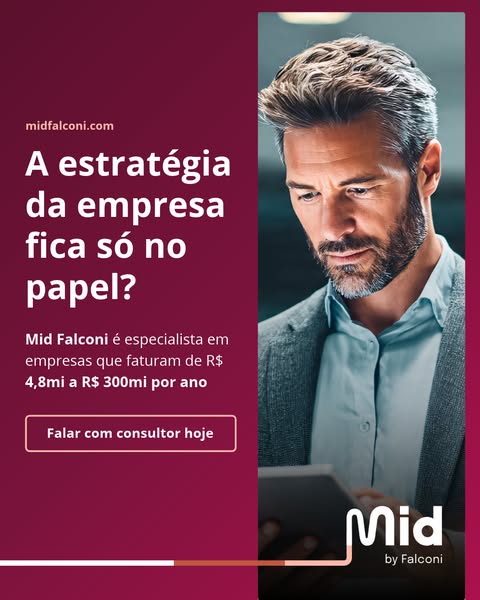 midfalconi.com
A estratégia
da empresa
fica só no
papel?
Mid Falconi é especialista em
empresas que faturam de R$
4,8mi a R$ 300mi por ano
Falar com consultor hoje
Mid
by Falconi